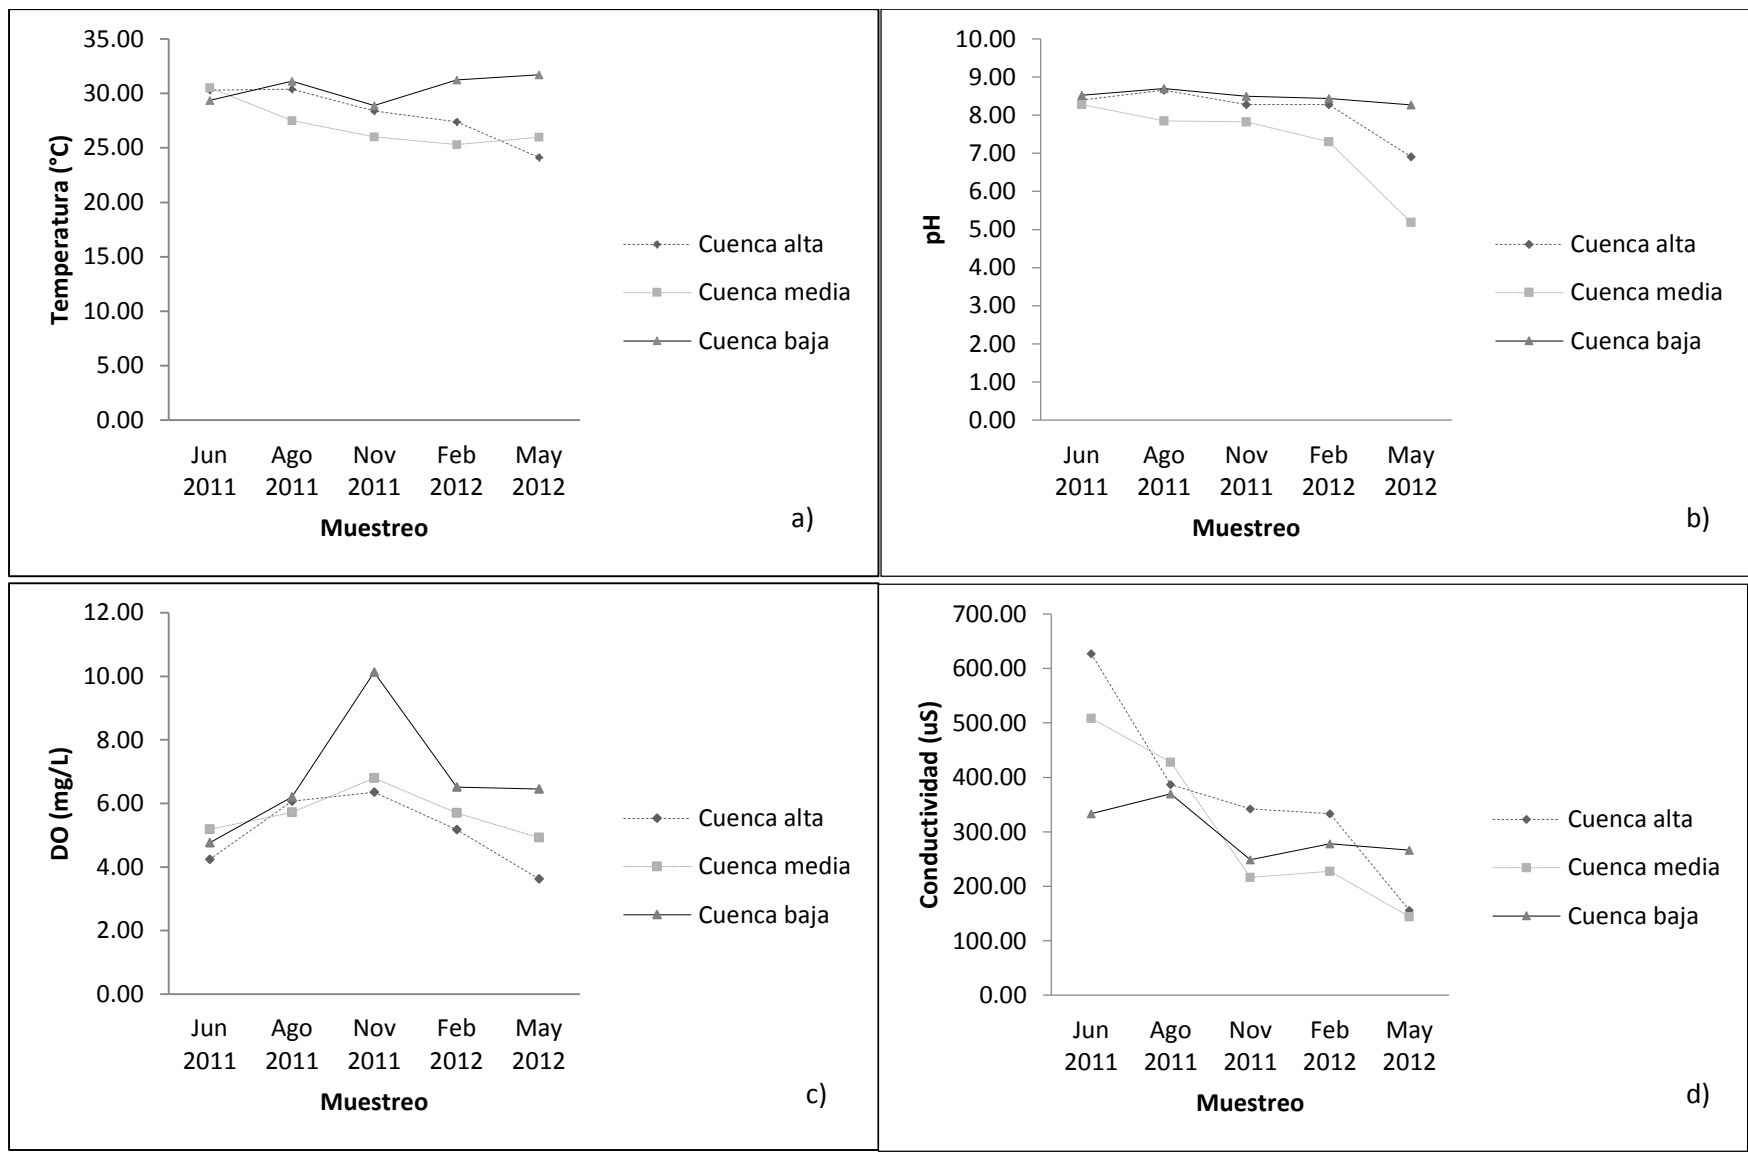 35.00
30.00
25.00
20.00
15.00
10.00
5.00
0.00
Temperatura (°C)
Jun 2011
Ago 2011
Nov 2011
Feb 2012
May 2012
Muestreo
Cuenca alta
Cuenca media
Cuenca baja
a)
10.00
9.00
8.00
7.00
6.00
5.00
4.00
3.00
2.00
1.00
0.00
pH
Jun 2011
Ago 2011
Nov 2011
Feb 2012
May 2012
Muestreo
Cuenca alta
Cuenca media
Cuenca baja
b)
12.00
10.00
8.00
6.00
4.00
2.00
0.00
DO (mg/L)
Jun 2011
Ago 2011
Nov 2011
Feb 2012
May 2012
Muestreo
Cuenca alta
Cuenca media
Cuenca baja
c)
700.00
600.00
500.00
400.00
300.00
200.00
100.00
0.00
Conductividad (uS)
Jun 2011
Ago 2011
Nov 2011
Feb 2012
May 2012
Muestreo
Cuenca alta
Cuenca media
Cuenca baja
d)